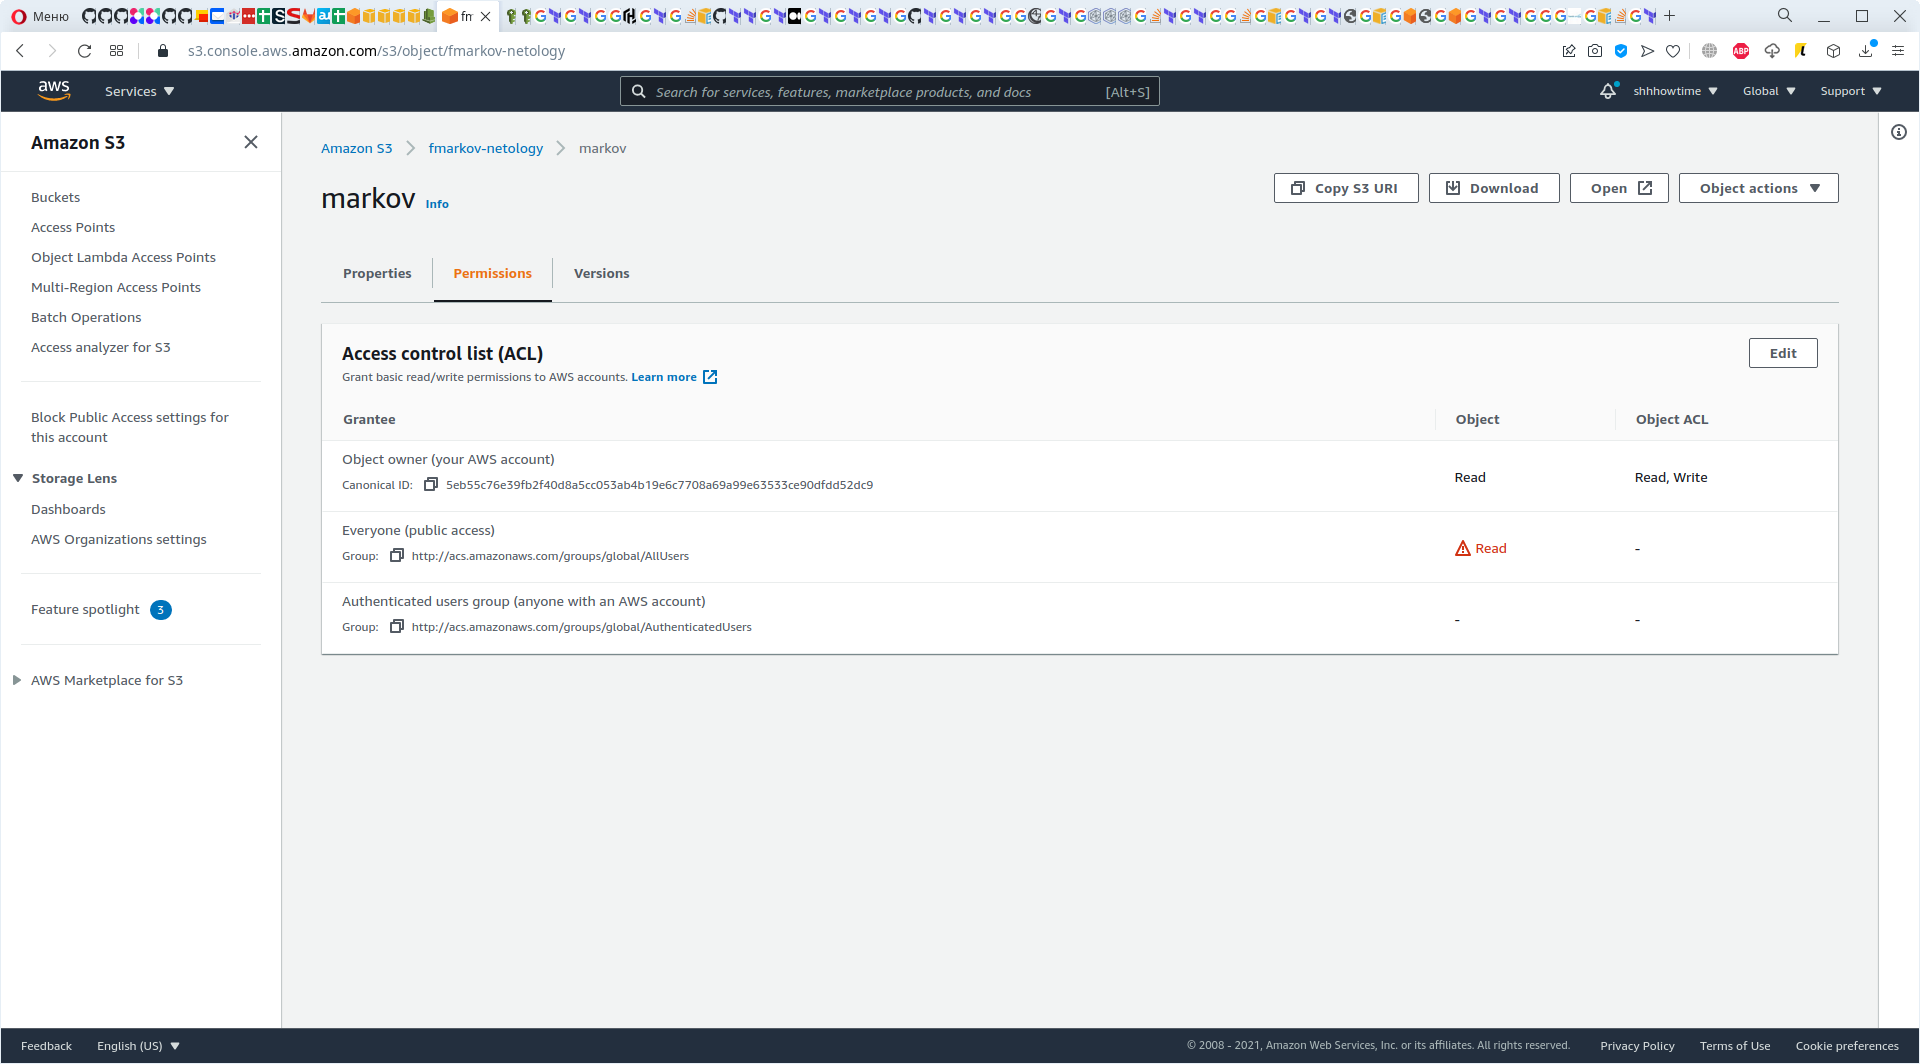 Меню
fm
s3.console.aws.amazon.com/s3/object/fmarkov-netology
ABP
aws
Services
Search for services, features, marketplace products, and docs
[Alt+S]
shhhowtime
Global
Support
Amazon S3
Buckets
Access Points
Object Lambda Access Points
Multi-Region Access Points
Batch Operations
Access analyzer for S3
Block Public Access settings for
this account
Storage Lens
Dashboards
AWS Organizations settings
Feature spotlight 3
AWS Marketplace for S3
Amazon S3
fmarkov-netology
markov
markov Info
Copy S3 URI
Download
Open
Object actions
Properties
Permissions
Versions
Access control list (ACL)
Grant basic read/write permissions to AWS accounts. Learn more
Edit
Grantee
Object
Object ACL
Object owner (your AWS account)
Canonical ID: 5eb55c76e39fb2f40d8a5cc053ab4b19e6c7708a69a99e63533ce90dfdd52dc9
Read
Read, Write
Everyone (public access)
Group: http://acs.amazonaws.com/groups/global/AllUsers
Read
-
Authenticated users group (anyone with an AWS account)
Group: http://acs.amazonaws.com/groups/global/AuthenticatedUsers
-
-
Feedback
English (US)
© 2008 - 2021, Amazon Web Services, Inc. or its affiliates. All rights reserved.
Privacy Policy
Terms of Use
Cookie preferences